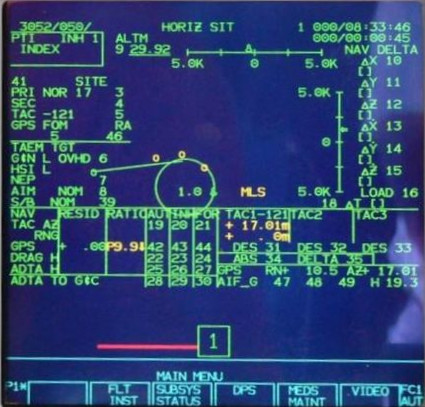 3052/050/ HORIZ SIT 1 000/08:33:46
000/00:00:45
PTI INH 1 ALTM NAV DELTA
INDEX 9 29.92 ΔX 10
5.0K 0 5.0K []
41 SITE ΔY 11
PRI NOR 17 3 5.0K []
SEC 4 ΔZ 12
TAC -121 5 []
GPS FOM RA ΔX 13
5 46 []
TAEM TGT ΔY 14
G&N L OVHD 6 []
HSI L ΔZ 15
NEP 7 []
AIM NOM 8 1.0 MLS 5.0K LOAD 16
S/B NOM 39 18 ΔT []
NAV RESID RATIO AUT INH FOR TAC1-121 TAC2 TAC3
TAC AZ 19 20 21 + 17.01m
RNG + . 0m
GPS + .00 P9.9↓ 42 43 44 DES 31 DES 32 DES 33
DRAG H 22 23 24 ABS 34 DELTA 35
ADTA H 25 26 27 GPS RN+ 10.5 AZ+ 17.01
ADTA TO G&C 28 29 30 AIF_G 47 48 49 H 19.3
1
MAIN MENU
P1* FLT INST SUBSYS STATUS DPS MEDS MAINT VIDEO FC1 AUT